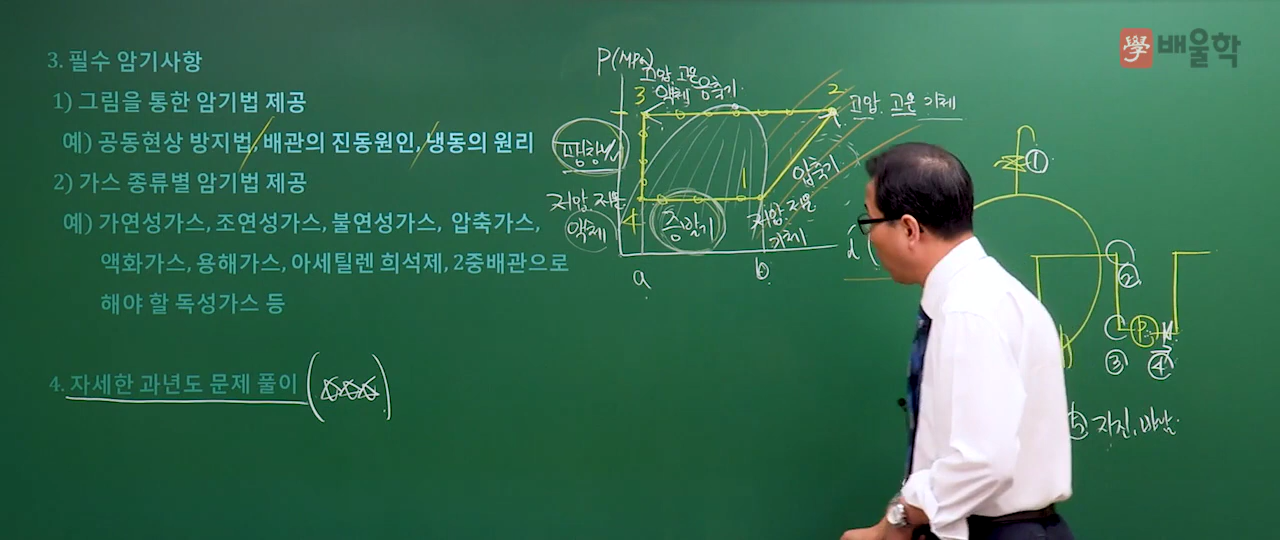 3. 필수 암기사항
1) 그림을 통한 암기법 제공
예) 공동현상 방지법, 배관의 진동원인, 냉동의 원리
2) 가스 종류별 암기법 제공
예) 가연성가스, 조연성가스, 불연성가스, 압축가스,
액화가스, 용해가스, 아세틸렌 희석제, 2중배관으로
해야 할 독성가스 등
4. 자세한 과년도 문제 풀이
P(MPa)
고압, 고온
액체 응축기
3
2
고압, 고온 기체
팽창
압축기
1
저압 저온
액체
4
증발기
저압 저온
기체
a
b
①
②
P
③
④
⑤ 지진, 바람
學 배울학